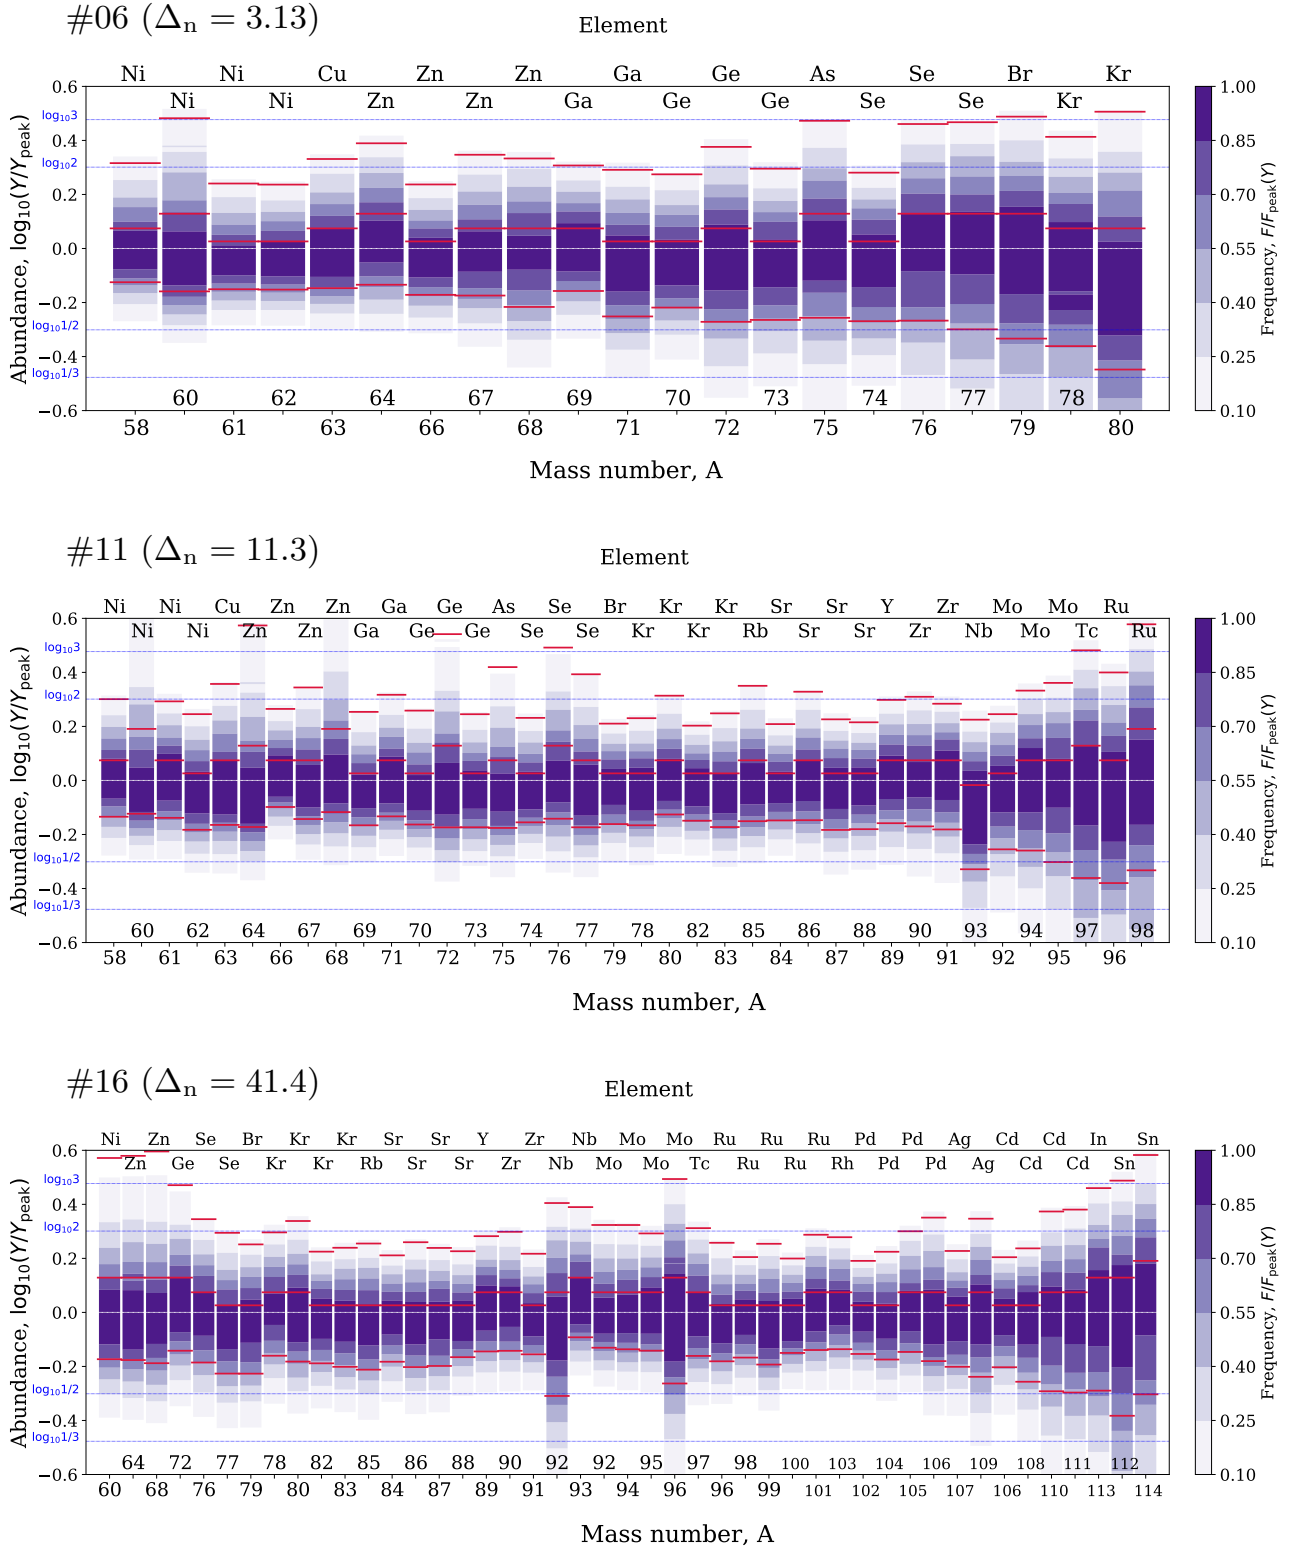 #06 (Δn = 3.13)
Element
Ni Ni Cu Zn Zn Ga Ge As Se Br Kr
Ni Ni Zn Zn Ga Ge Ge Se Se Kr
Abundance, log10(Y/Ypeak)
0.6
0.4
0.2
0.0
−0.2
−0.4
−0.6
log103
log102
log101/2
log101/3
60 62 64 67 69 70 73 74 77 78
58 61 63 66 68 71 72 75 76 79 80
Mass number, A
1.00
0.85
0.70
0.55
0.40
0.25
0.10
Frequency, F/Fpeak(Y)
#11 (Δn = 11.3)
Element
Ni Ni Cu Zn Zn Ga Ge As Se Br Kr Kr Sr Sr Y Zr Mo Mo Ru
Ni Ni Zn Zn Ga Ge Ge Se Se Kr Kr Rb Sr Sr Zr Nb Mo Tc Ru
Abundance, log10(Y/Ypeak)
0.6
0.4
0.2
0.0
−0.2
−0.4
−0.6
log103
log102
log101/2
log101/3
60 62 64 67 69 70 73 74 77 78 82 85 86 88 90 93 94 97 98
58 61 63 66 68 71 72 75 76 79 80 83 84 87 89 91 92 95 96
Mass number, A
1.00
0.85
0.70
0.55
0.40
0.25
0.10
Frequency, F/Fpeak(Y)
#16 (Δn = 41.4)
Element
Ni Zn Se Br Kr Kr Sr Sr Y Zr Nb Mo Mo Ru Ru Ru Pd Pd Ag Cd Cd In Sn
Zn Ge Se Kr Kr Rb Sr Sr Zr Nb Mo Mo Tc Ru Ru Rh Pd Pd Ag Cd Cd Sn
Abundance, log10(Y/Ypeak)
0.6
0.4
0.2
0.0
−0.2
−0.4
−0.6
log103
log102
log101/2
log101/3
64 72 77 78 82 85 86 88 90 92 92 95 97 98 100 103 104 106 109 108 111 112
60 68 76 79 80 83 84 87 89 91 93 94 96 96 99 101 102 105 107 106 110 113 114
Mass number, A
1.00
0.85
0.70
0.55
0.40
0.25
0.10
Frequency, F/Fpeak(Y)